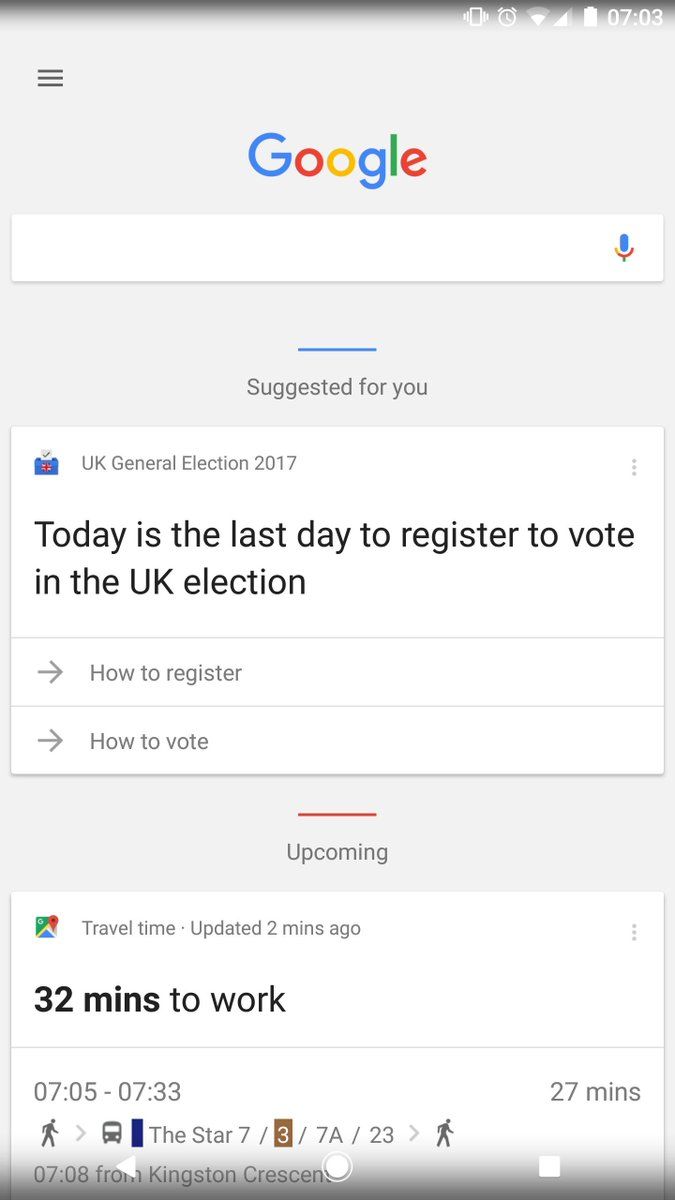 07:03
Google
Suggested for you
UK General Election 2017
Today is the last day to register to vote
in the UK election
How to register
How to vote
Upcoming
Travel time · Updated 2 mins ago
32 mins to work
07:05 - 07:33 27 mins
The Star 7 / 3 / 7A / 23
07:08 from Kingston Crescent